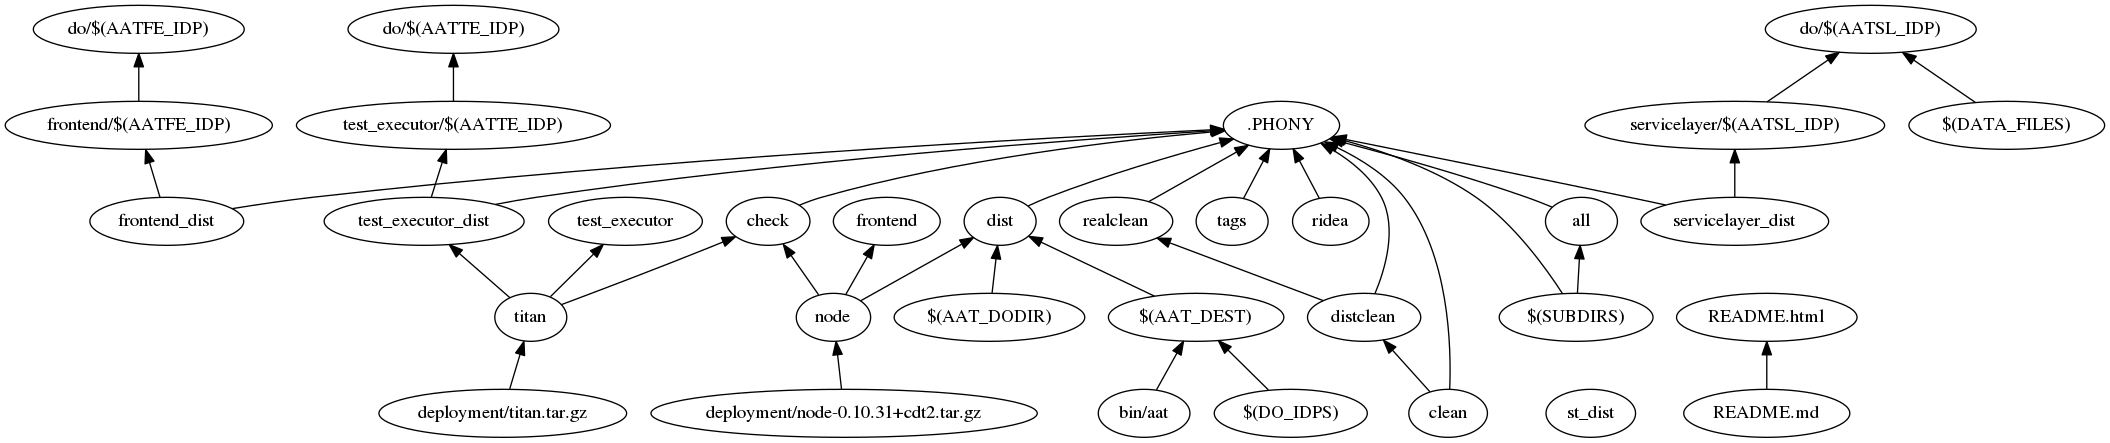 do/$(AATFE_IDP)
do/$(AATTE_IDP)
do/$(AATSL_IDP)
frontend/$(AATFE_IDP)
test_executor/$(AATTE_IDP)
.PHONY
servicelayer/$(AATSL_IDP)
$(DATA_FILES)
frontend_dist
test_executor_dist
test_executor
check
frontend
dist
realclean
tags
ridea
all
servicelayer_dist
titan
node
$(AAT_DODIR)
$(AAT_DEST)
distclean
$(SUBDIRS)
README.html
deployment/titan.tar.gz
deployment/node-0.10.31+cdt2.tar.gz
bin/aat
$(DO_IDPS)
clean
st_dist
README.md